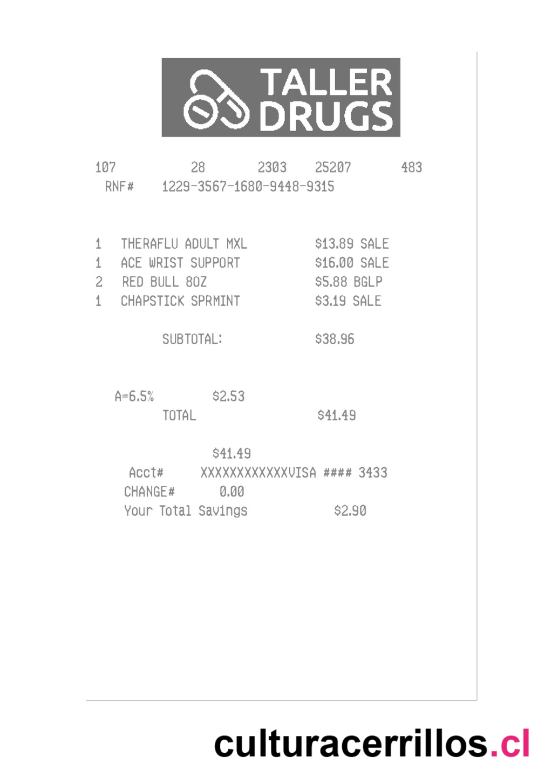 TALLER
DRUGS
107 28 2303 25207 483
RNF# 1229-3567-1680-9448-9315
1 THERAFLU ADULT MXL $13.89 SALE
1 ACE WRIST SUPPORT $16.00 SALE
2 RED BULL 8OZ $5.88 BGLP
1 CHAPSTICK SPRMINT $3.19 SALE
SUBTOTAL: $38.96
A=6.5% $2.53
TOTAL $41.49
$41.49
Acct# XXXXXXXXXXXXVISA #### 3433
CHANGE# 0.00
Your Total Savings $2.90
culturacerrillos.cl